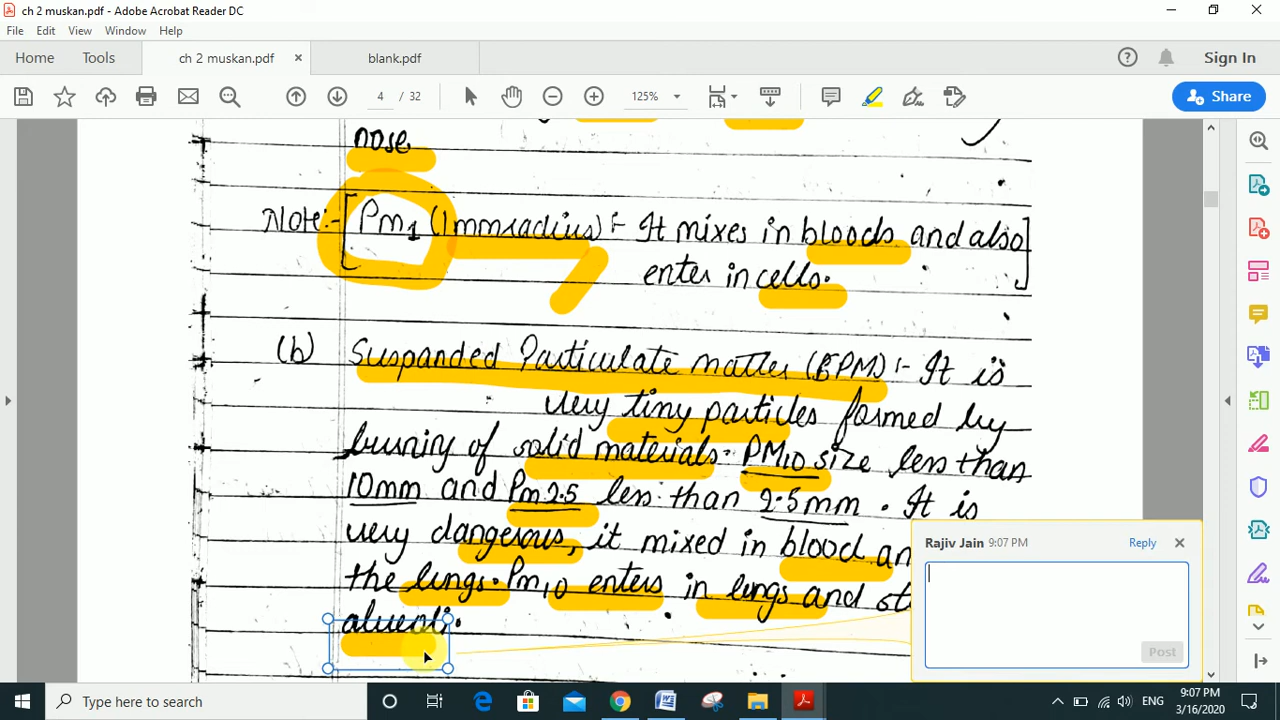 ch 2 muskan.pdf - Adobe Acrobat Reader DC
File Edit View Window Help
Home Tools ch 2 muskan.pdf × blank.pdf Sign In
4 / 32 125% Share
nose
Note:- [Pm1 (1mmradius) :- It mixes in bloods and also
enter in cells.]
(b) Suspanded Particulate matter (SPM) :- It is
very tiny particles formed by
burning of solid materials. PM10 size less than
10mm and Pm2.5 less than 2.5mm. It is
very dangerous, it mixed in blood an
the lungs. Pm10 enters in lungs and st
alueoli.
Rajiv Jain 9:07 PM Reply
Post
Type here to search
ENG 9:07 PM
3/16/2020